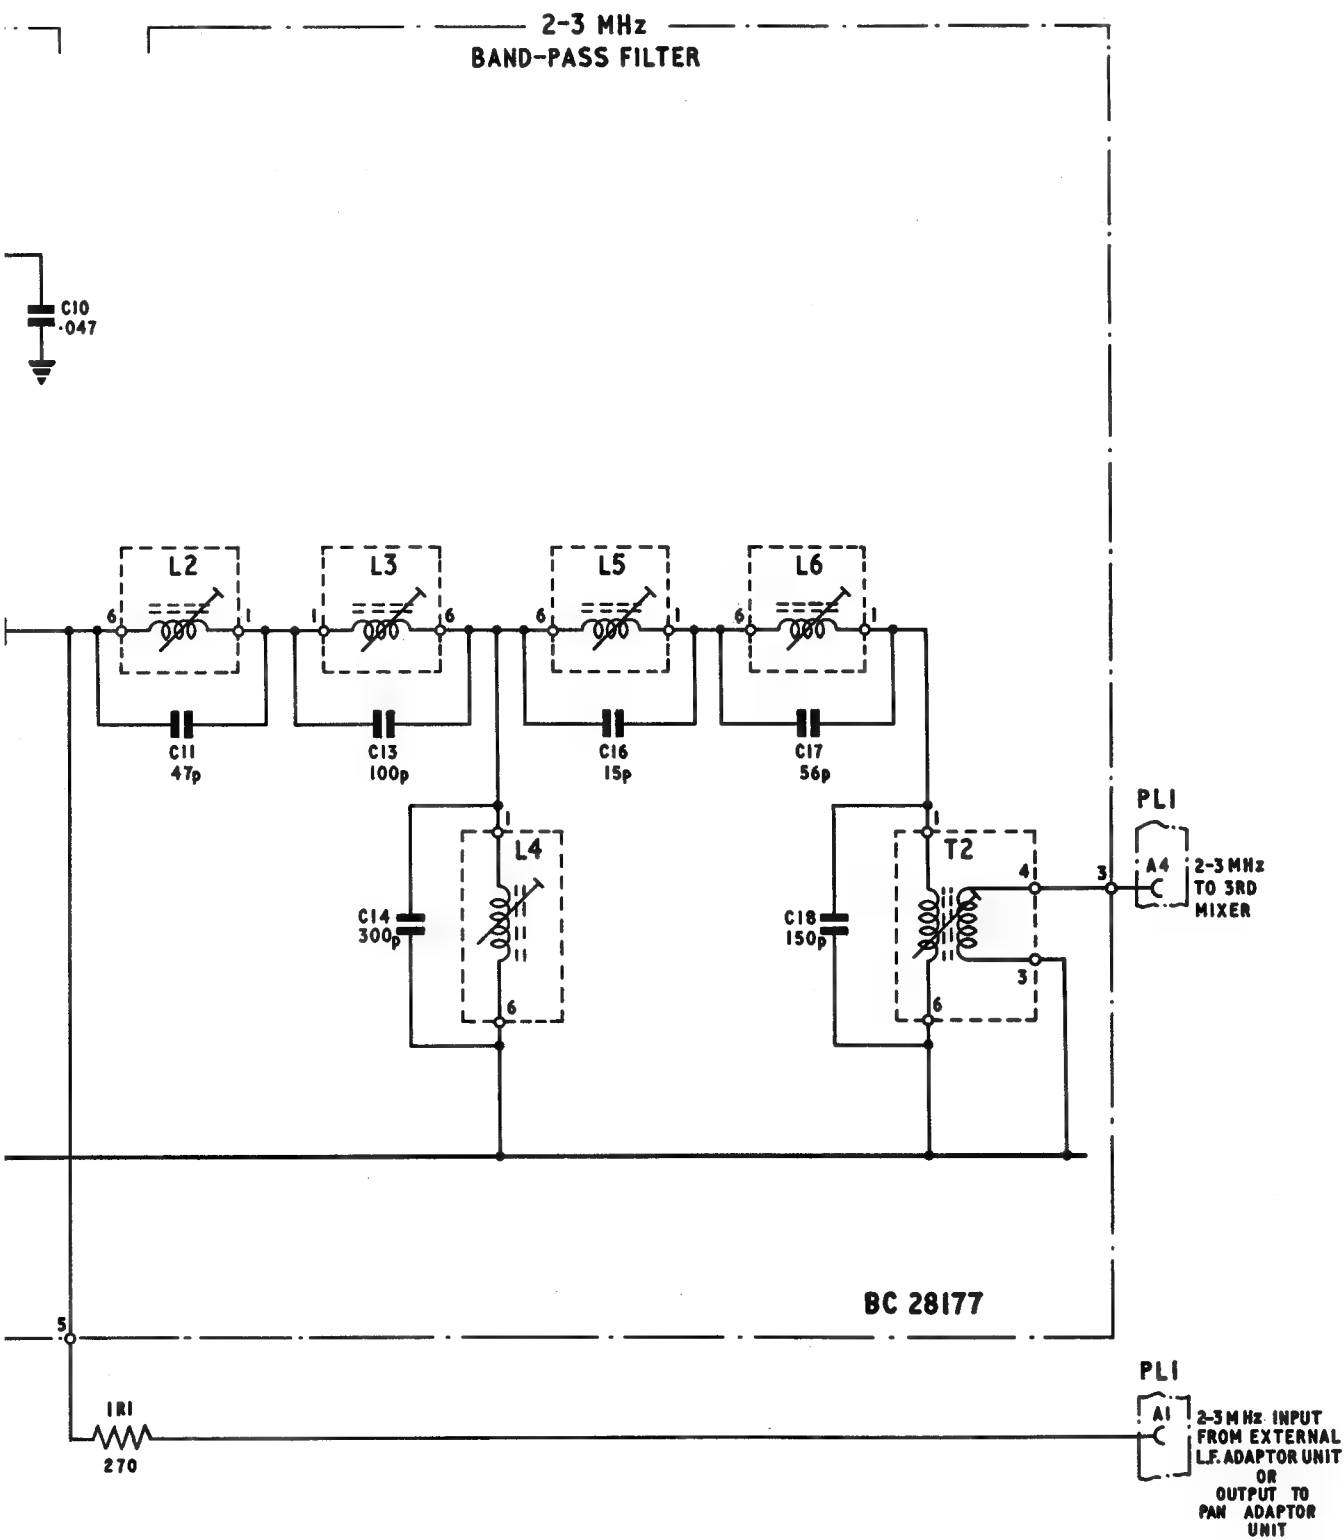 2-3 MHz
BAND-PASS FILTER
C10
.047
L2
L3
L5
L6
6
1
1
6
6
1
6
1
C11
47p
C13
100p
C16
15p
C17
56p
PL1
1
L4
1
T2
4
3
A4
2-3 MHz
TO 3RD
MIXER
C14
300p
C18
150p
3
6
6
BC 28177
5
PL1
1R1
270
A1
2-3 MHz INPUT
FROM EXTERNAL
L.F. ADAPTOR UNIT
OR
OUTPUT TO
PAN ADAPTOR
UNIT